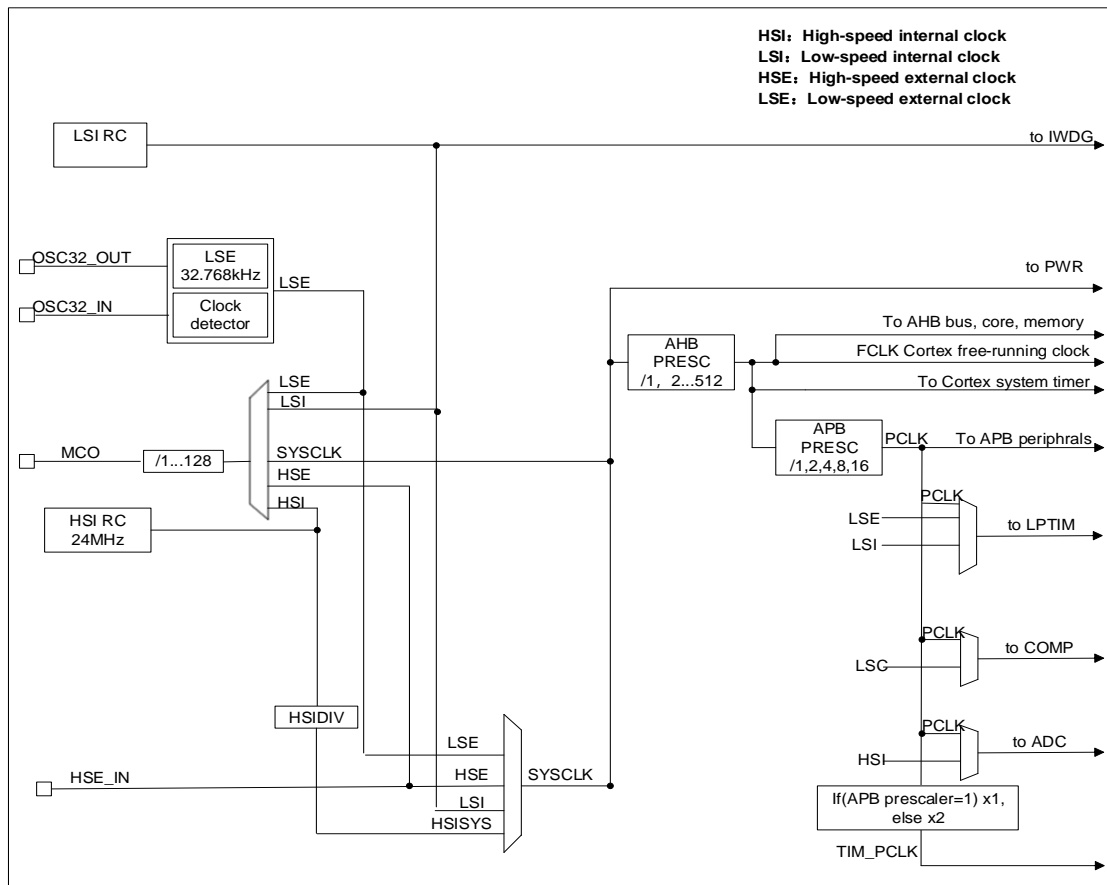 HSI：High-speed internal clock
LSI：Low-speed internal clock
HSE：High-speed external clock
LSE：Low-speed external clock
LSI RC
to IWDG
OSC32_OUT
LSE
32.768kHz
LSE
OSC32_IN
Clock
detector
to PWR
To AHB bus, core, memory
AHB
PRESC
/1，2...512
FCLK Cortex free-running clock
To Cortex system timer
LSE
LSI
MCO
/1...128
SYSCLK
HSE
HSI
APB
PRESC
/1,2,4,8,16
PCLK
To APB periphrals
HSI RC
24MHz
PCLK
LSE
LSI
to LPTIM
PCLK
LSC
to COMP
HSIDIV
PCLK
HSI
to ADC
LSE
HSE_IN
HSE
SYSCLK
LSI
HSISYS
If(APB prescaler=1) x1,
else x2
TIM_PCLK